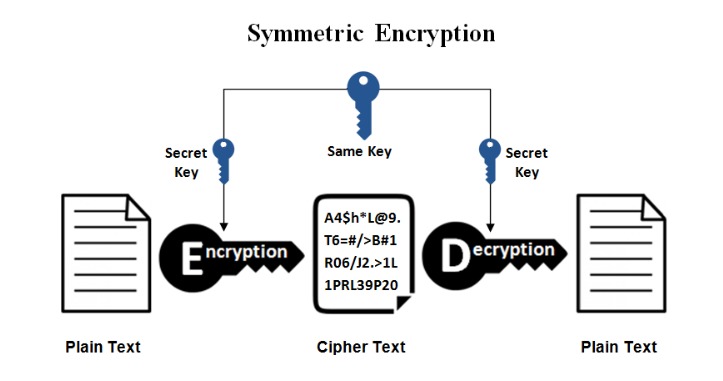 Symmetric Encryption
Same Key
Secret
Key
Secret
Key
Encryption
A4$h*L@9.
T6=#/>B#1
R06/J2.>1L
1PRL39P20
Decryption
Plain Text
Cipher Text
Plain Text